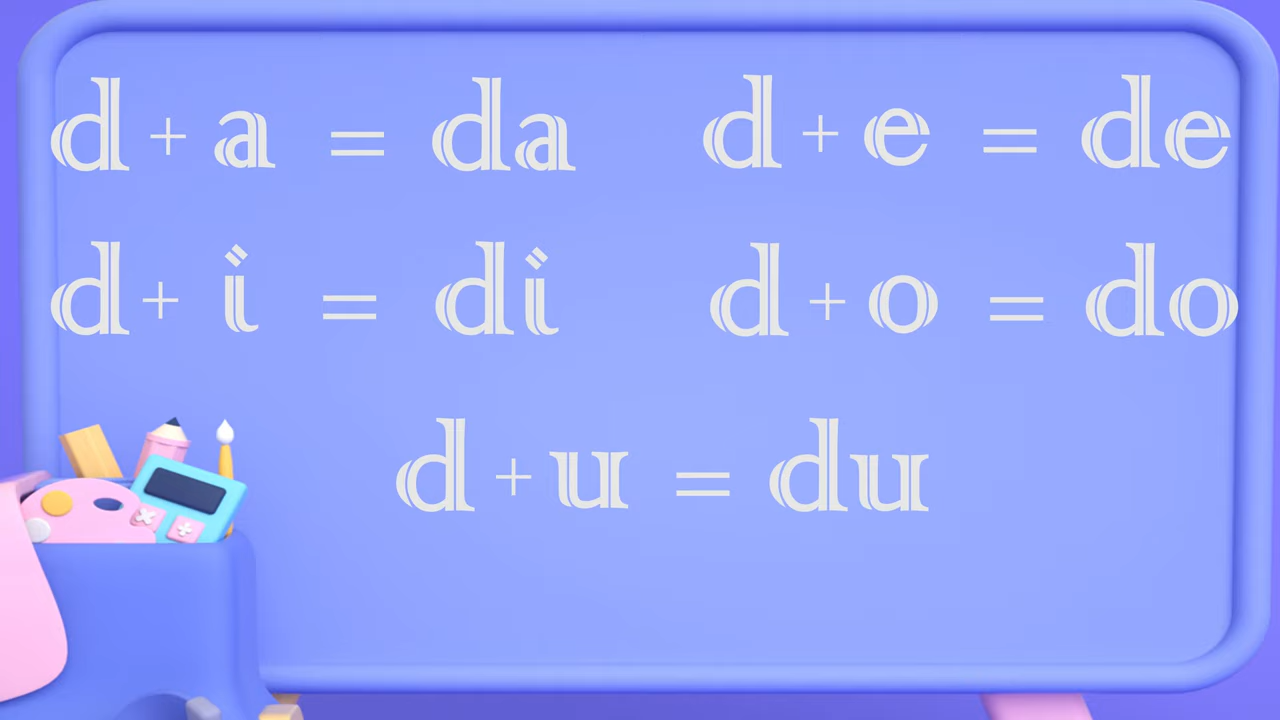 d + a = da d + e = de
d + i = di d + o = do
d + u = du